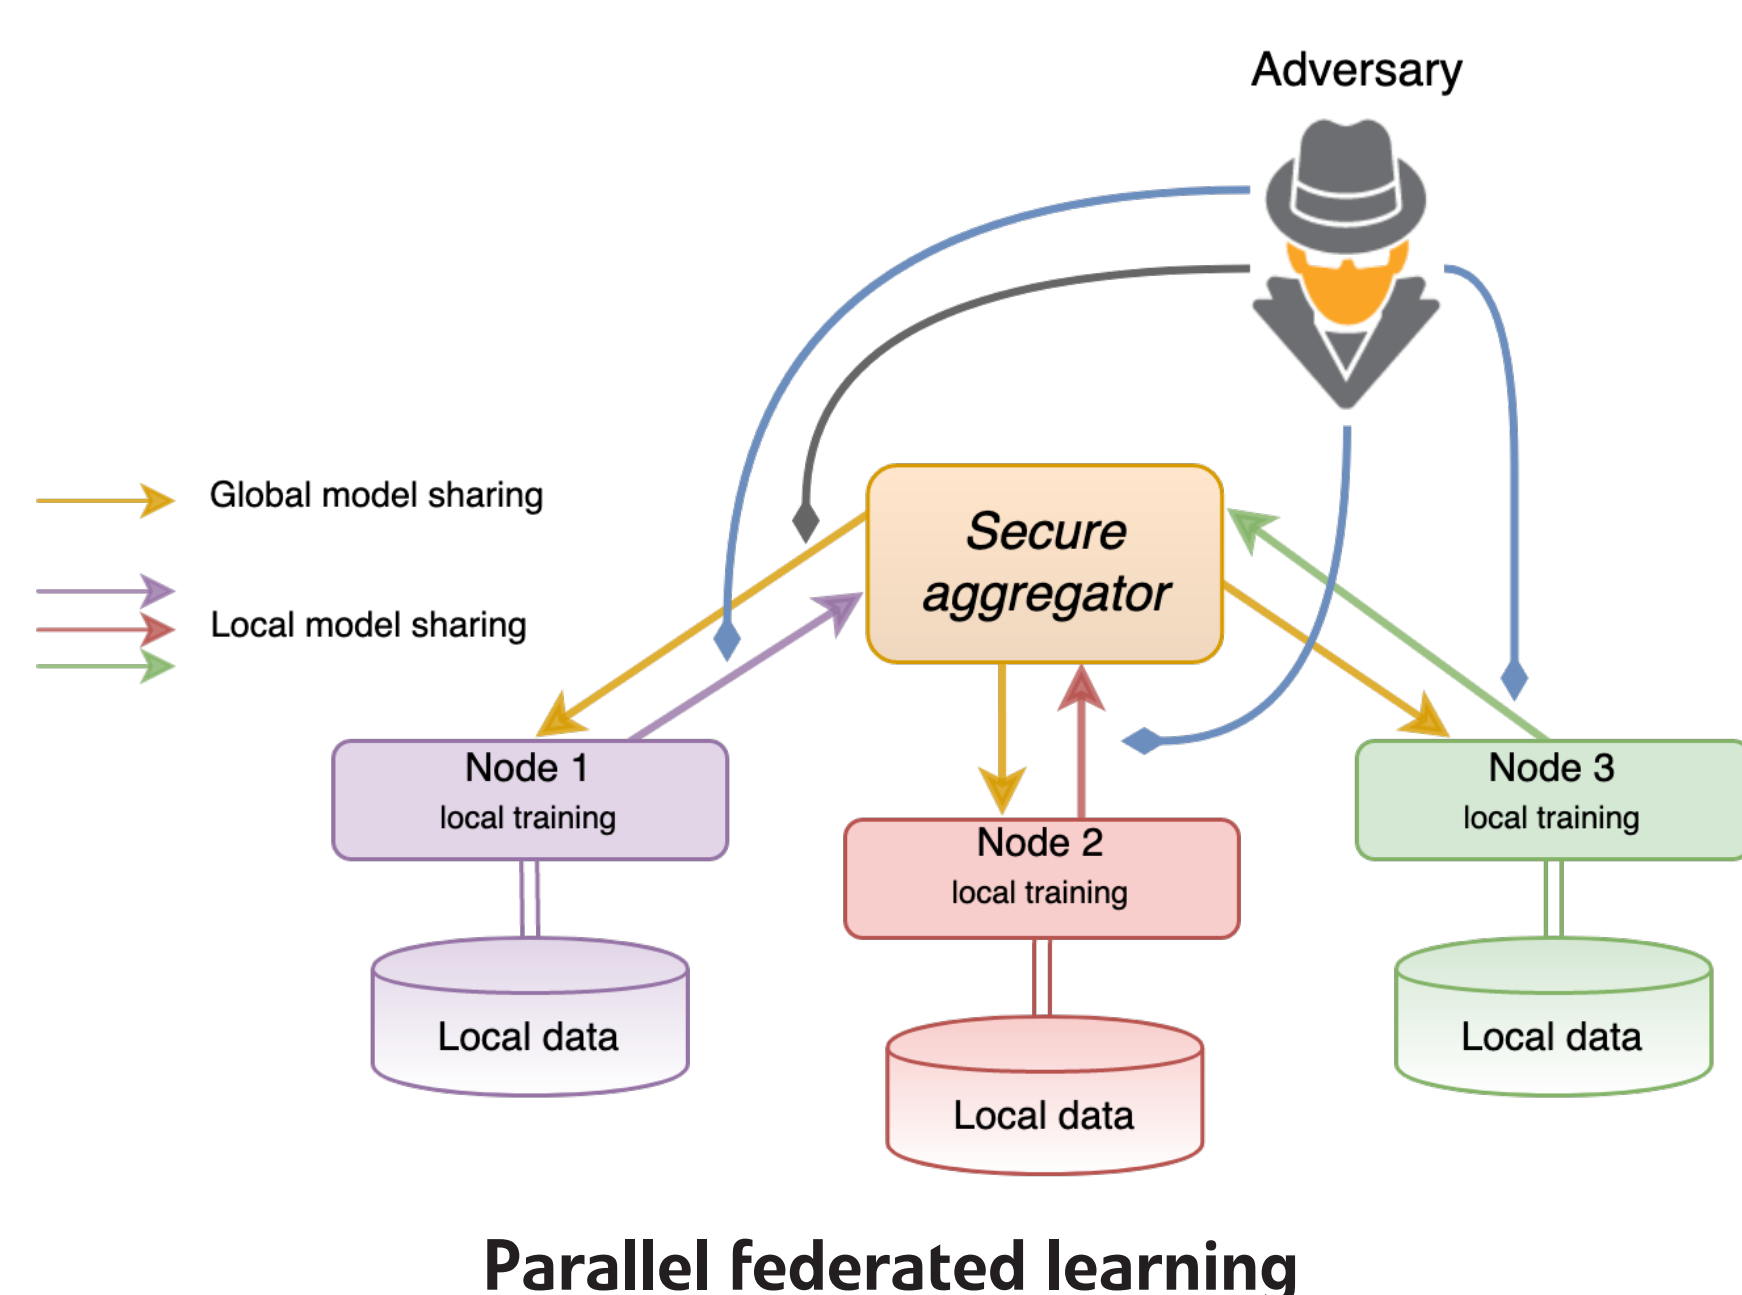 Adversary
Global model sharing
Local model sharing
Secure
aggregator
Node 1
local training
Node 2
local training
Node 3
local training
Local data
Local data
Local data
Parallel federated learning